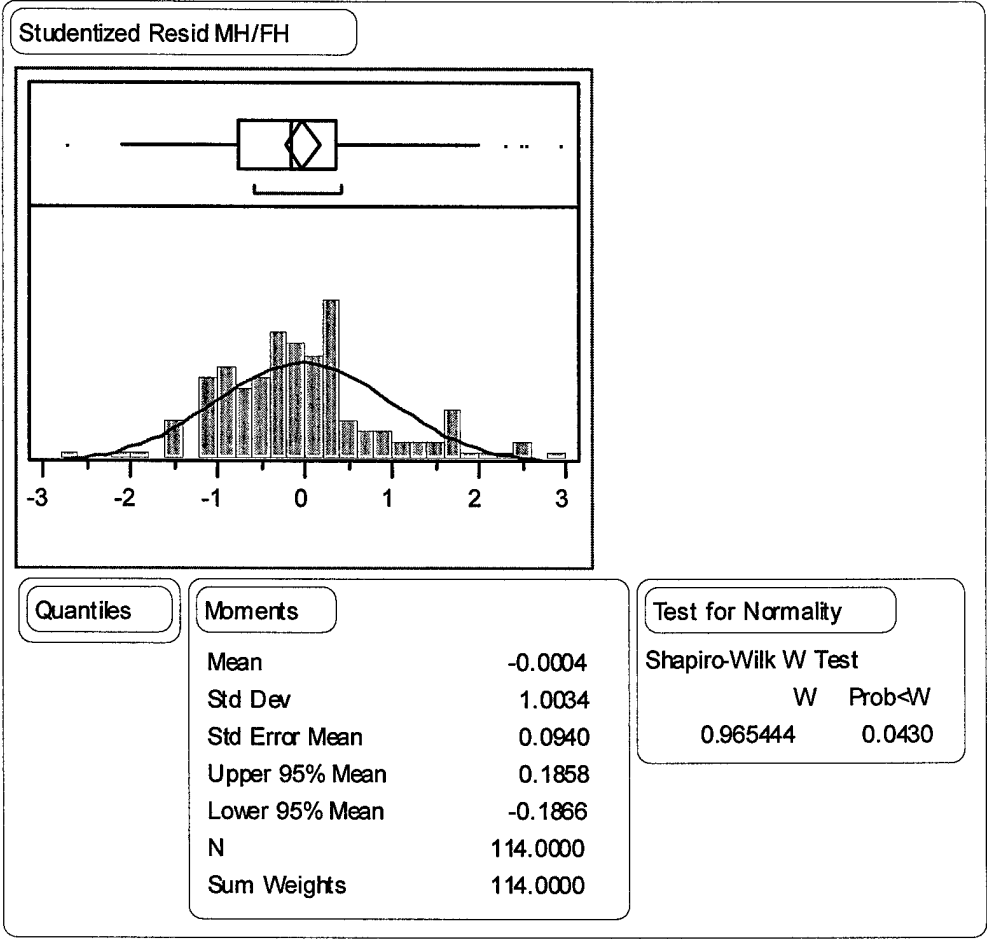 Studentized Resid MH/FH
-3 -2 -1 0 1 2 3
Quantiles
Moments
Mean -0.0004
Std Dev 1.0034
Std Error Mean 0.0940
Upper 95% Mean 0.1858
Lower 95% Mean -0.1866
N 114.0000
Sum Weights 114.0000
Test for Normality
Shapiro-Wilk W Test
W Prob<W
0.965444 0.0430